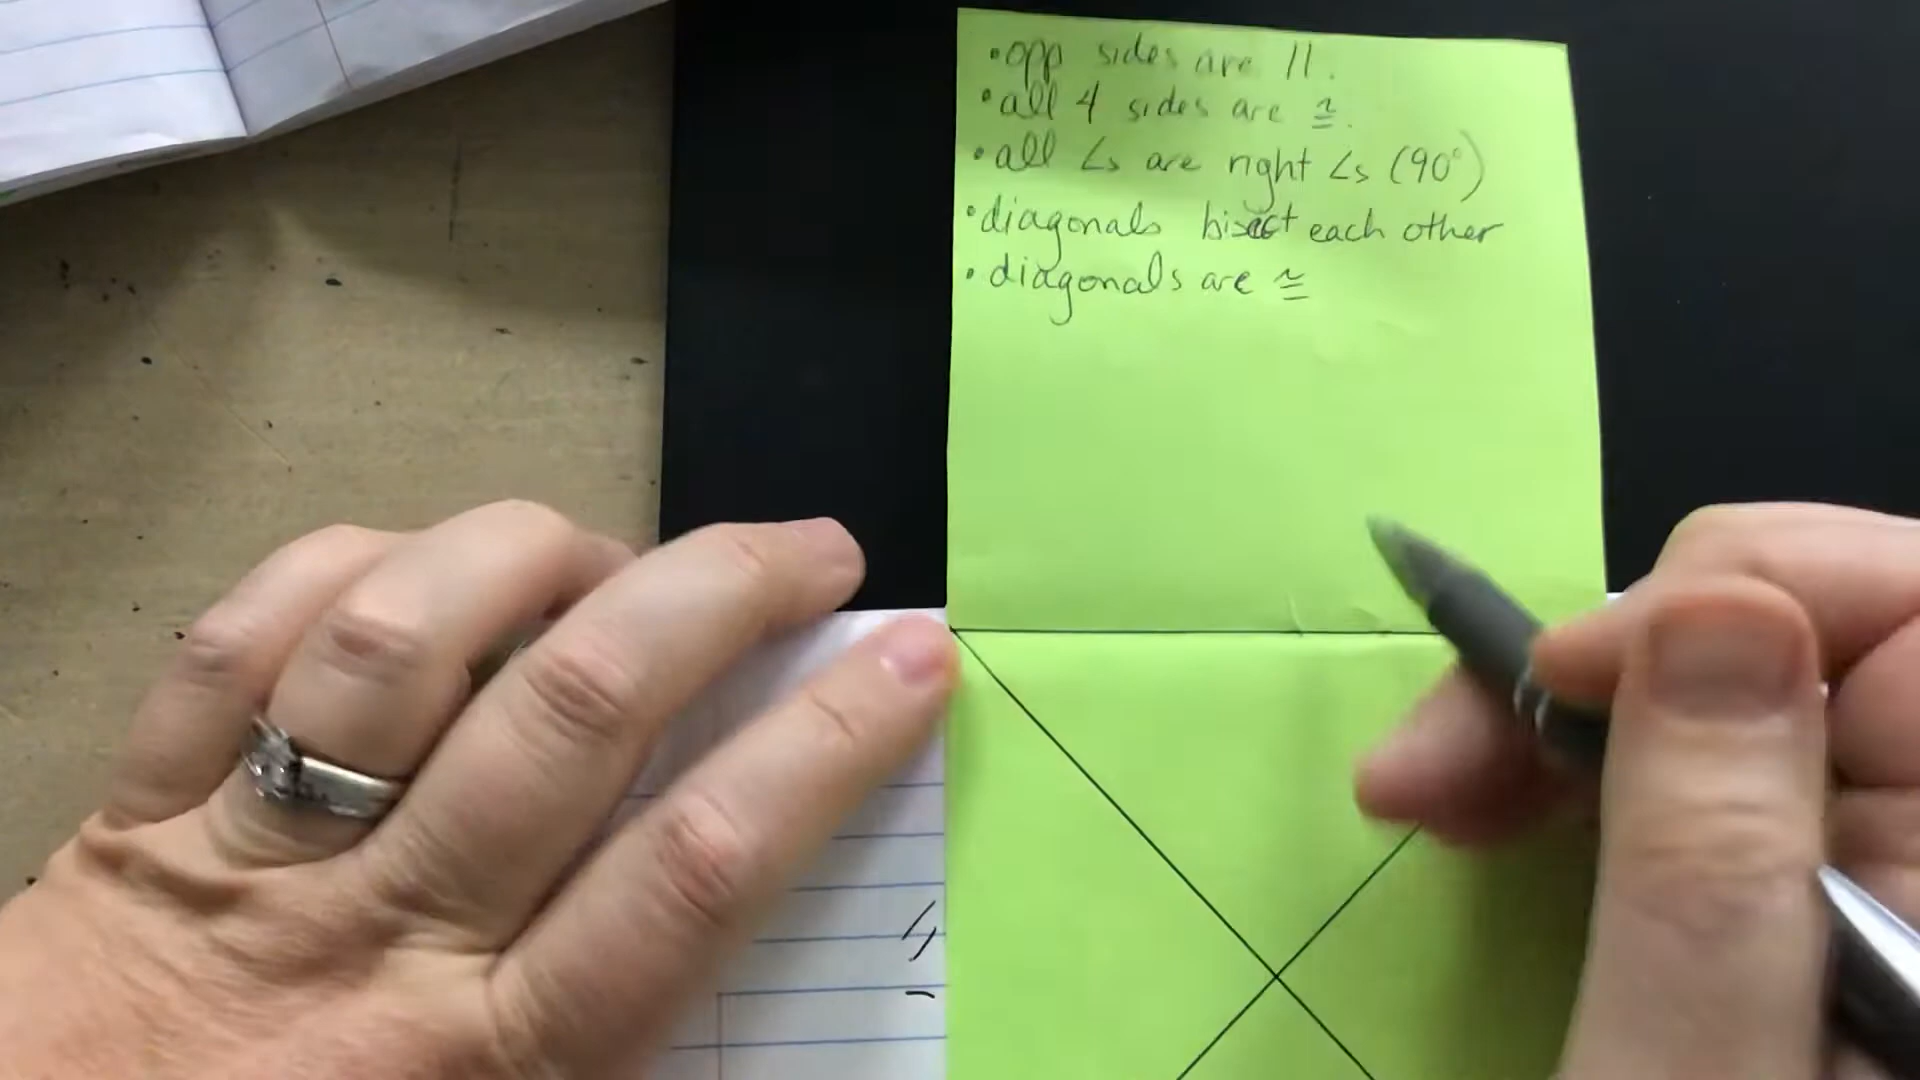 •opp sides are //.
•all 4 sides are ≅.
•all ∠s are right ∠s (90°)
•diagonals bisect each other
•diagonals are ≅